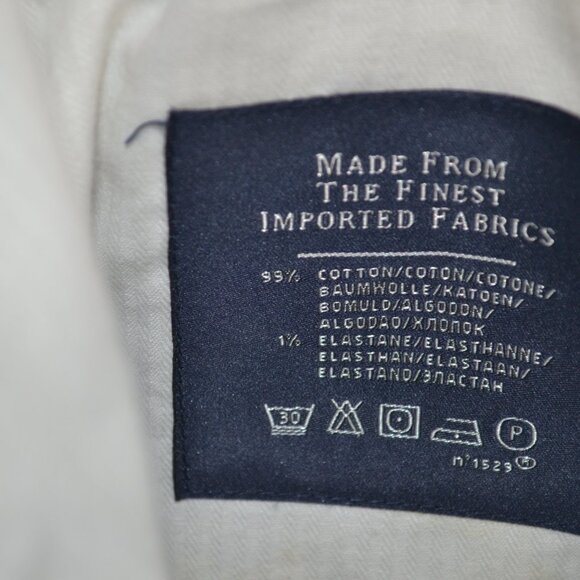 MADE FROM
THE FINEST
IMPORTED FABRICS
99% COTTON/COTON/COTONE/
BAUMWOLLE/KATOEN/
BOMULD/ALGODON/
ALGODAO/ХЛОПОК
1% ELASTANE/ELASTHANNE/
ELASTHAN/ELASTAAN/
ELASTANO/ЭЛАСТАН
30 P
n°1529